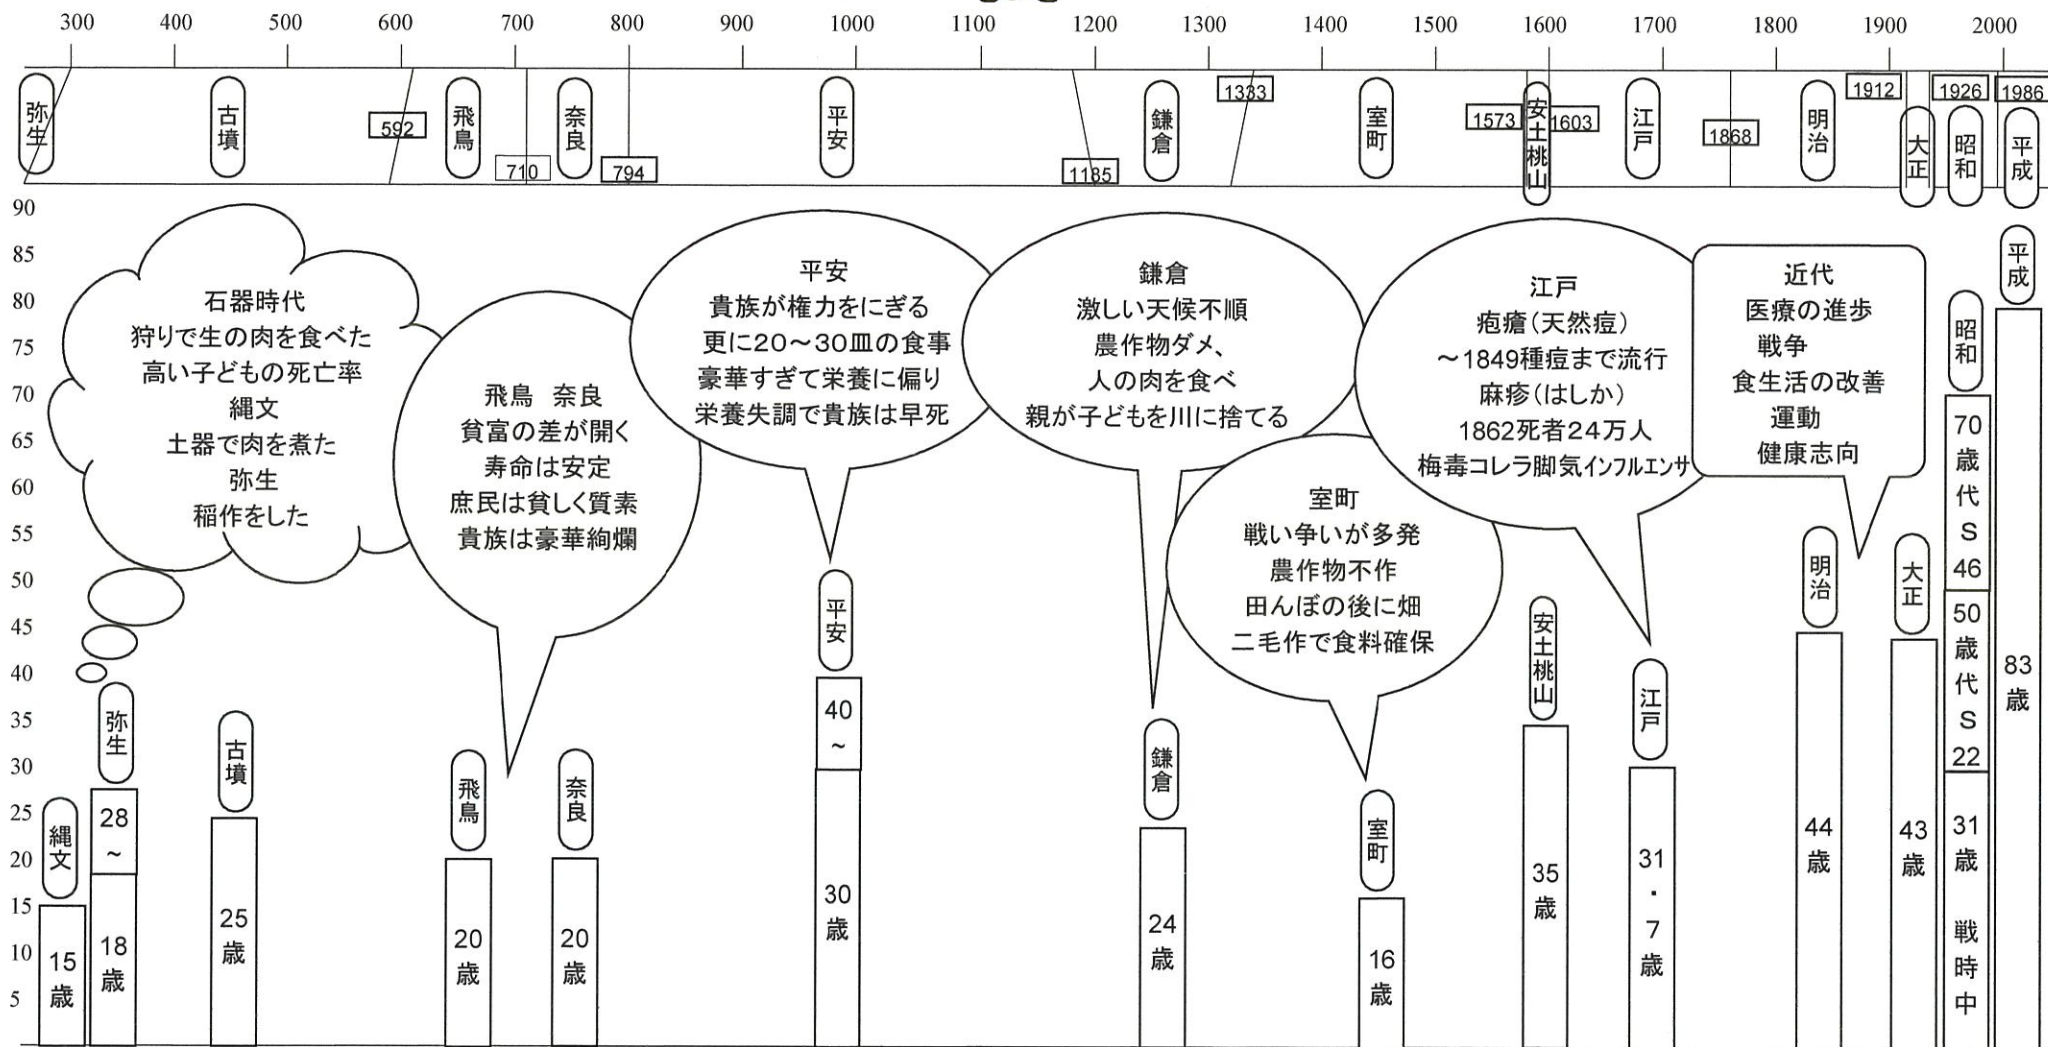 300 400 500 600 700 800 900 1000 1100 1200 1300 1400 1500 1600 1700 1800 1900 2000
弥生
古墳
592
飛鳥
710
奈良
794
平安
1185
鎌倉
1333
室町
1573
安土桃山
1603
江戸
1868
明治
1912
大正
1926
昭和
1986
平成
90
85
80
75
70
65
60
55
50
45
40
35
30
25
20
15
10
5
石器時代
狩りで生の肉を食べた
高い子どもの死亡率
縄文
土器で肉を煮た
弥生
稲作をした
飛鳥 奈良
貧富の差が開く
寿命は安定
庶民は貧しく質素
貴族は豪華絢爛
平安
貴族が権力をにぎる
更に20～30皿の食事
豪華すぎて栄養に偏り
栄養失調で貴族は早死
鎌倉
激しい天候不順
農作物ダメ、
人の肉を食べ
親が子どもを川に捨てる
室町
戦い争いが多発
農作物不作
田んぼの後に畑
二毛作で食料確保
江戸
疱瘡（天然痘）
～1849種痘まで流行
麻疹（はしか）
1862死者24万人
梅毒コレラ脚気インフルエンサ
近代
医療の進歩
戦争
食生活の改善
運動
健康志向
縄文
15歳
弥生
28～
18歳
古墳
25歳
飛鳥
20歳
奈良
20歳
平安
40～
30歳
鎌倉
24歳
室町
16歳
安土桃山
35歳
江戸
31・7歳
明治
44歳
大正
43歳
昭和
70歳代S46
50歳代S22
31歳 戦時中
平成
83歳